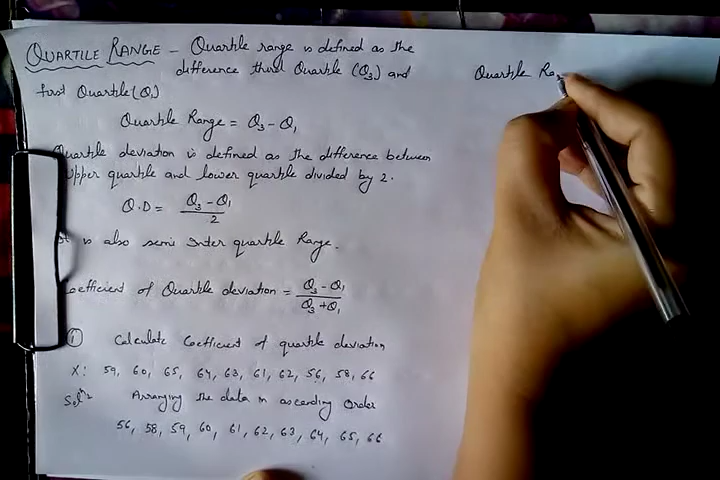 QUARTILE RANGE - Quartile range is defined as the
difference third Quartile (Q3) and
first Quartile (Q1)
Quartile Range = Q3 - Q1
Quartile deviation is defined as the difference between
Upper quartile and lower quartile divided by 2.
Q.D = Q3 - Q1 / 2
It is also semi Inter quartile Range.
Coefficient of Quartile deviation = Q3 - Q1 / Q3 + Q1
(1) Calculate Coefficient of quartile deviation
X: 59, 60, 65, 64, 63, 61, 62, 56, 58, 66
Solⁿ Arranging the data in ascending Order
56, 58, 59, 60, 61, 62, 63, 64, 65, 66
Quartile Ra